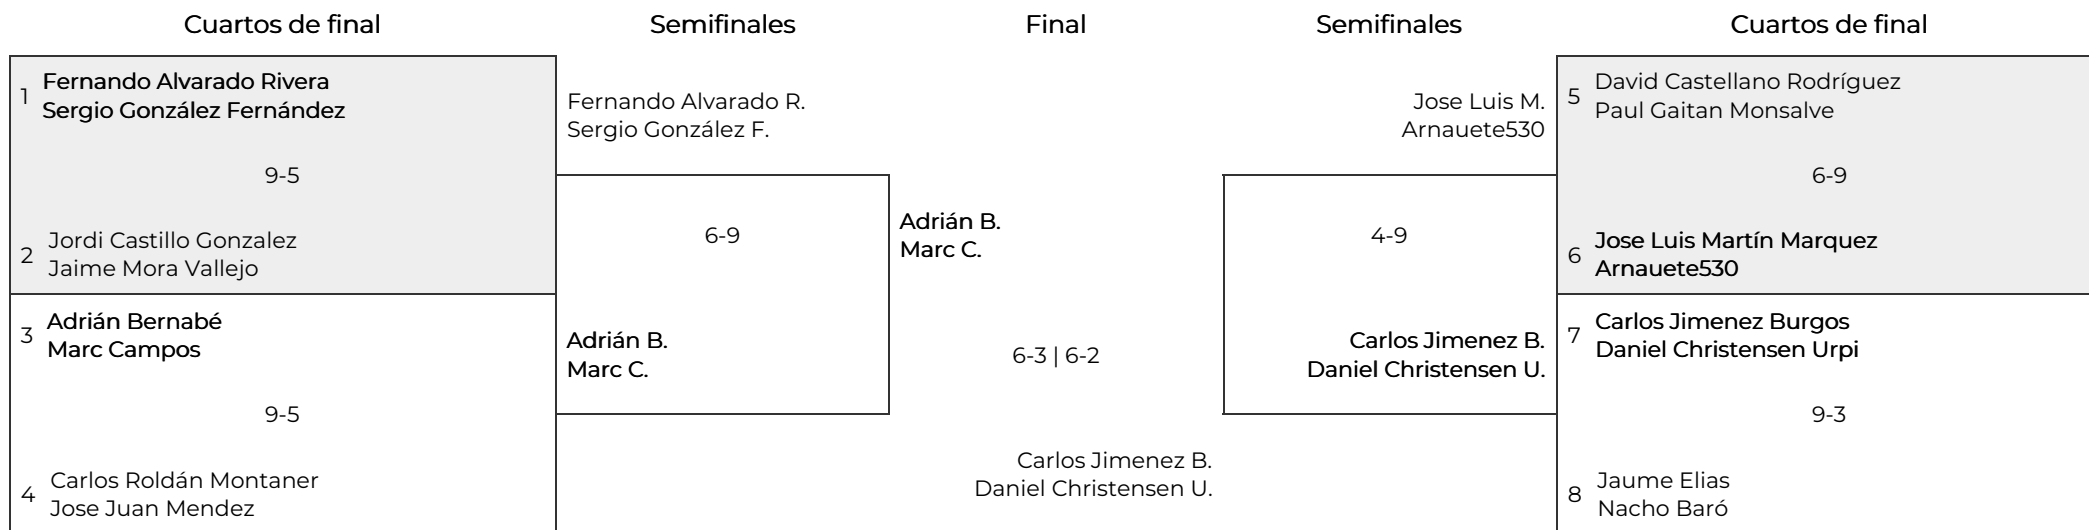 Cuartos de final
Semifinales
Final
Semifinales
Cuartos de final
1
Fernando Alvarado Rivera
Sergio González Fernández
9-5
2
Jordi Castillo Gonzalez
Jaime Mora Vallejo
3
Adrián Bernabé
Marc Campos
9-5
4
Carlos Roldán Montaner
Jose Juan Mendez
Fernando Alvarado R.
Sergio González F.
6-9
Adrián B.
Marc C.
Adrián B.
Marc C.
6-3 | 6-2
Carlos Jimenez B.
Daniel Christensen U.
Jose Luis M.
Arnauete530
4-9
Carlos Jimenez B.
Daniel Christensen U.
5
David Castellano Rodríguez
Paul Gaitan Monsalve
6-9
6
Jose Luis Martín Marquez
Arnauete530
7
Carlos Jimenez Burgos
Daniel Christensen Urpi
9-3
8
Jaume Elias
Nacho Baró